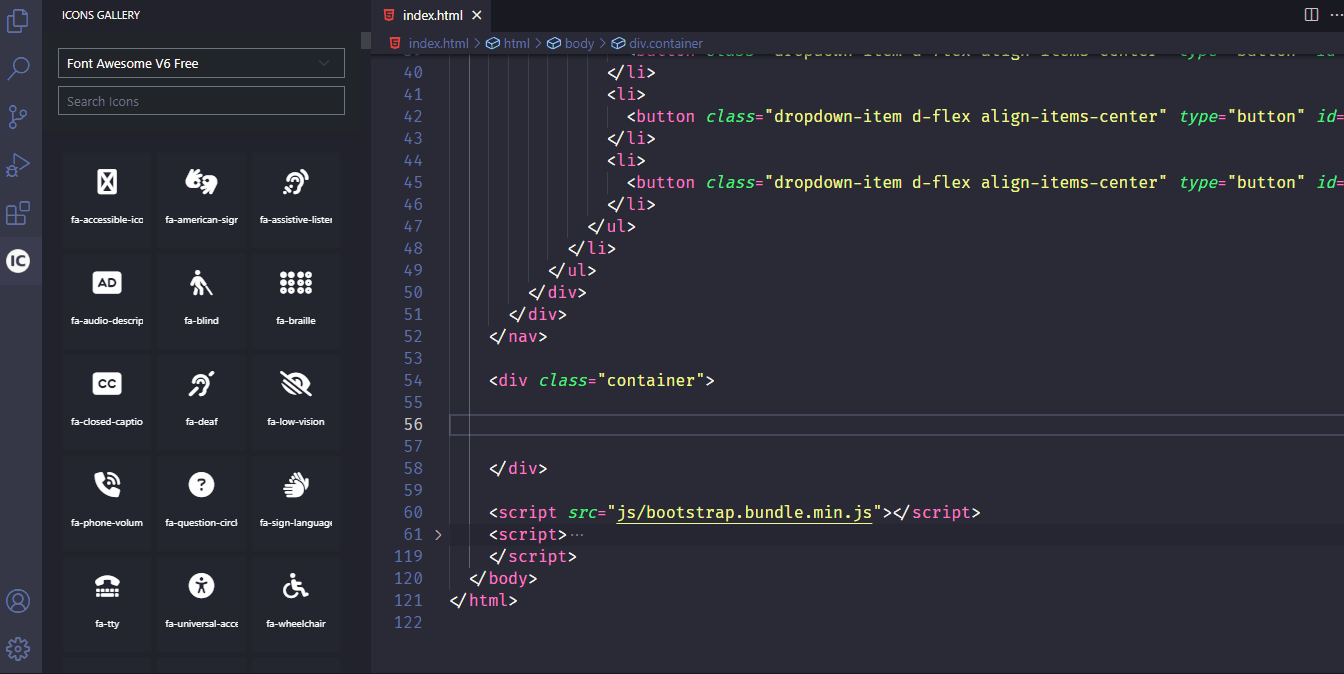 ICONS GALLERY
Font Awesome V6 Free
Search Icons
fa-accessible-ico
fa-american-sign
fa-assistive-listen
AD
fa-audio-descrip
fa-blind
fa-braille
CC
fa-closed-captio
fa-deaf
fa-low-vision
fa-phone-volum
?
fa-question-circl
fa-sign-language
fa-tty
fa-universal-acce
fa-wheelchair
IC
index.html
index.html > html > body > div.container
40 </li>
41 <li>
42 <button class="dropdown-item d-flex align-items-center" type="button" id=
43 </li>
44 <li>
45 <button class="dropdown-item d-flex align-items-center" type="button" id=
46 </li>
47 </ul>
48 </li>
49 </ul>
50 </div>
51 </div>
52 </nav>
53
54 <div class="container">
55
56
57
58 </div>
59
60 <script src="js/bootstrap.bundle.min.js"></script>
61 <script>···
119 </script>
120 </body>
121 </html>
122